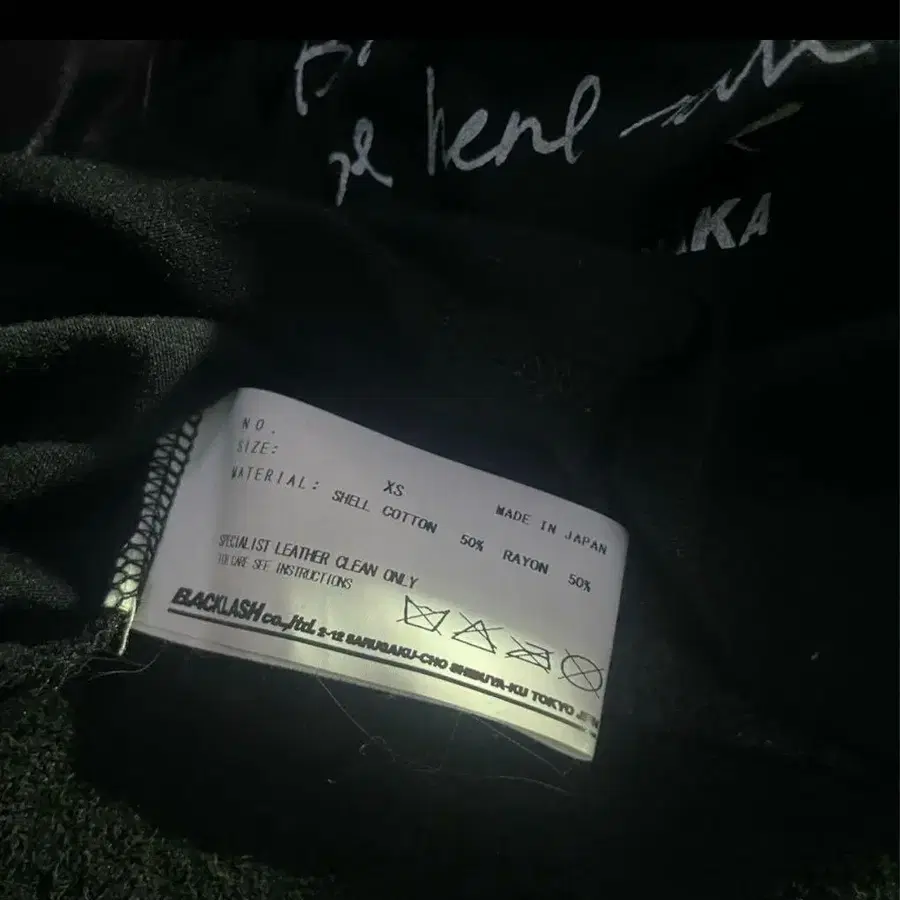 KA
NO.
SIZE: XS MADE IN JAPAN
MATERIAL: SHELL COTTON 50% RAYON 50%
SPECIALIST LEATHER CLEAN ONLY
FOR CARE SEE INSTRUCTIONS
BACKLASH co.,ltd. 2-12 SARUGAKU-CHO SHIBUYA-KU TOKYO